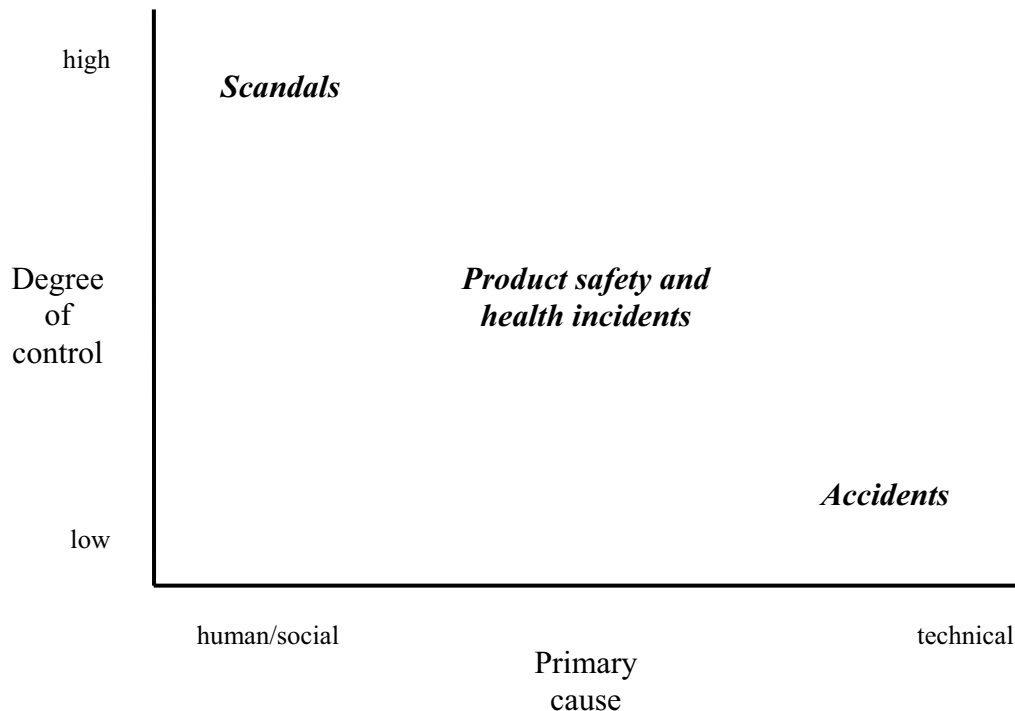 high
Scandals
Degree
of
control
Product safety and
health incidents
Accidents
low
human/social
technical
Primary
cause